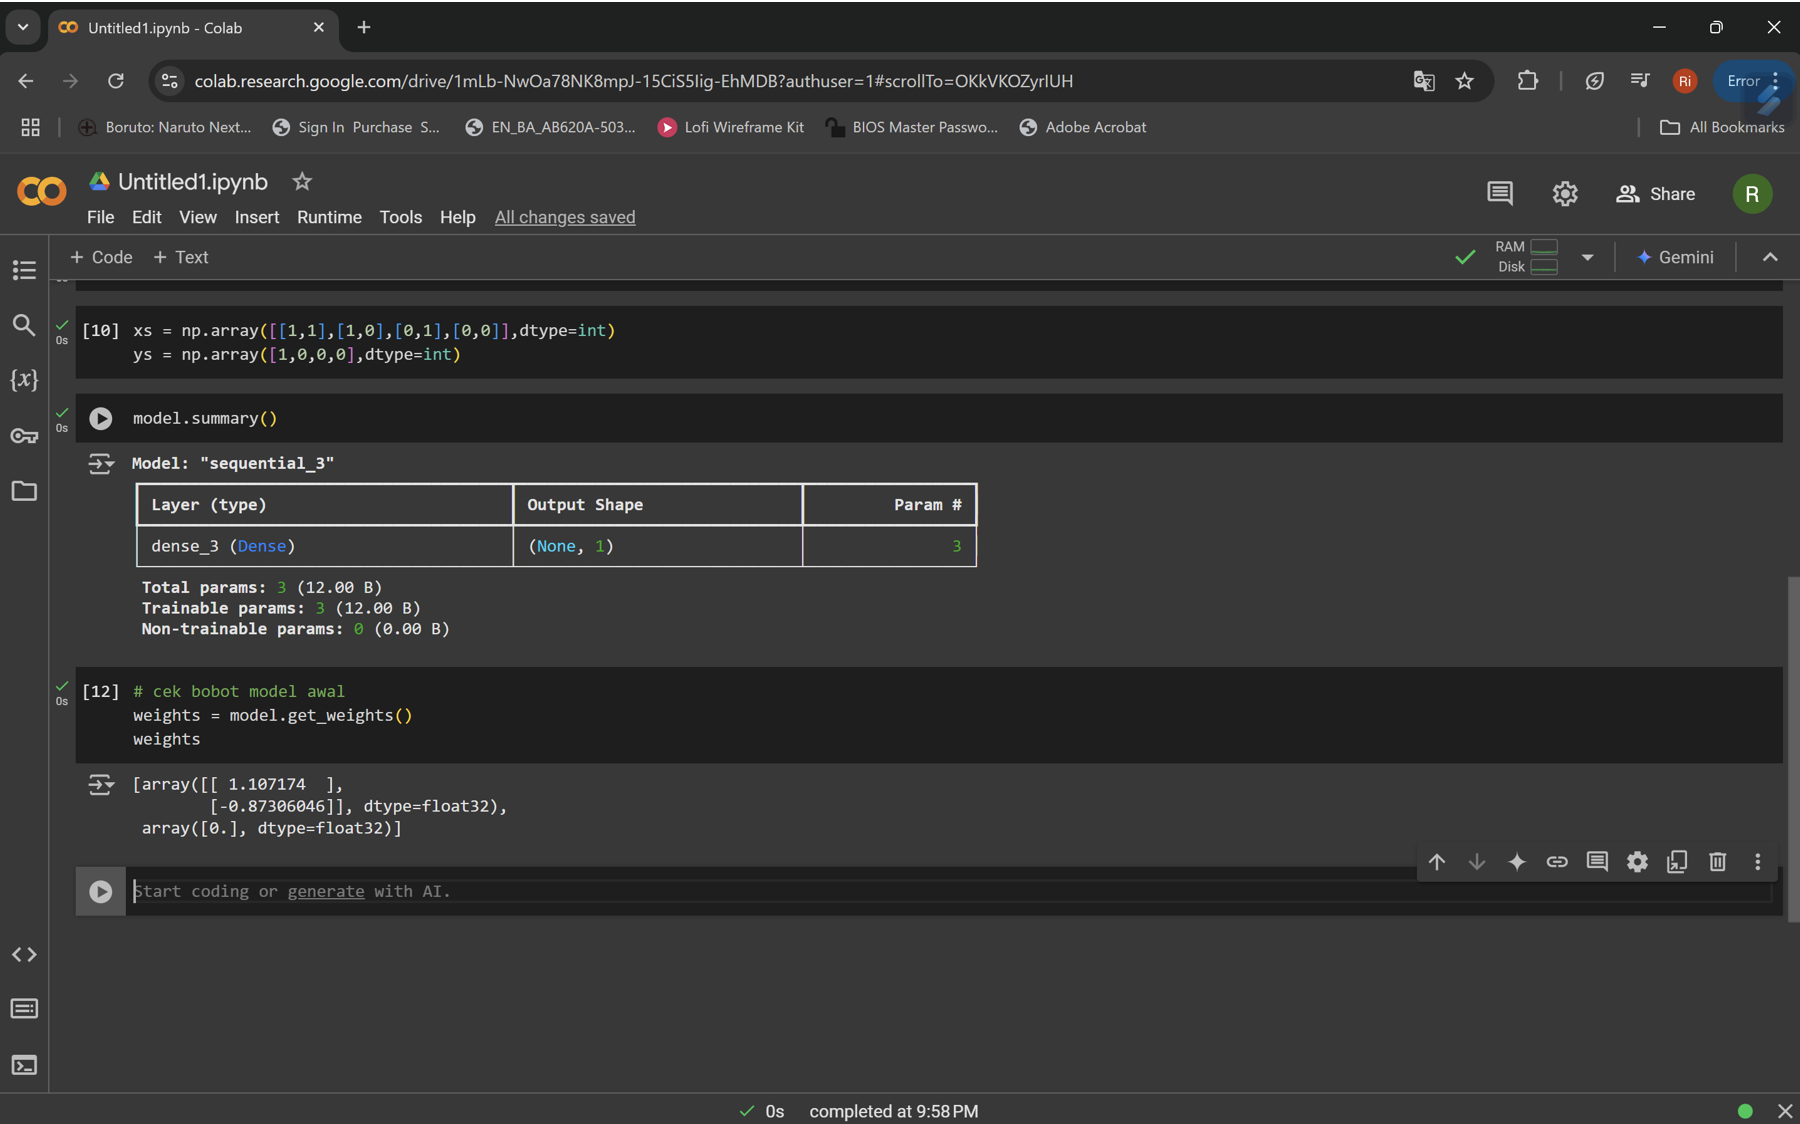 Untitled1.ipynb - Colab
colab.research.google.com/drive/1mLb-NwOa78NK8mpJ-15CiS5Iig-EhMDB?authuser=1#scrollTo=OKkVKOZyrIUH
Ri
Error
Boruto: Naruto Next...
Sign In Purchase S...
EN_BA_AB620A-503...
Lofi Wireframe Kit
BIOS Master Passwo...
Adobe Acrobat
All Bookmarks
Untitled1.ipynb
Share
R
File Edit View Insert Runtime Tools Help All changes saved
+ Code + Text
RAM
Disk
Gemini
[10] xs = np.array([[1,1],[1,0],[0,1],[0,0]],dtype=int)
0s
ys = np.array([1,0,0,0],dtype=int)
{x}
model.summary()
0s
Model: "sequential_3"
Layer (type) Output Shape Param #
dense_3 (Dense) (None, 1) 3
Total params: 3 (12.00 B)
Trainable params: 3 (12.00 B)
Non-trainable params: 0 (0.00 B)
[12] # cek bobot model awal
0s
weights = model.get_weights()
weights
[array([[ 1.107174  ],
[-0.87306046]], dtype=float32),
array([0.], dtype=float32)]
Start coding or generate with AI.
0s completed at 9:58 PM